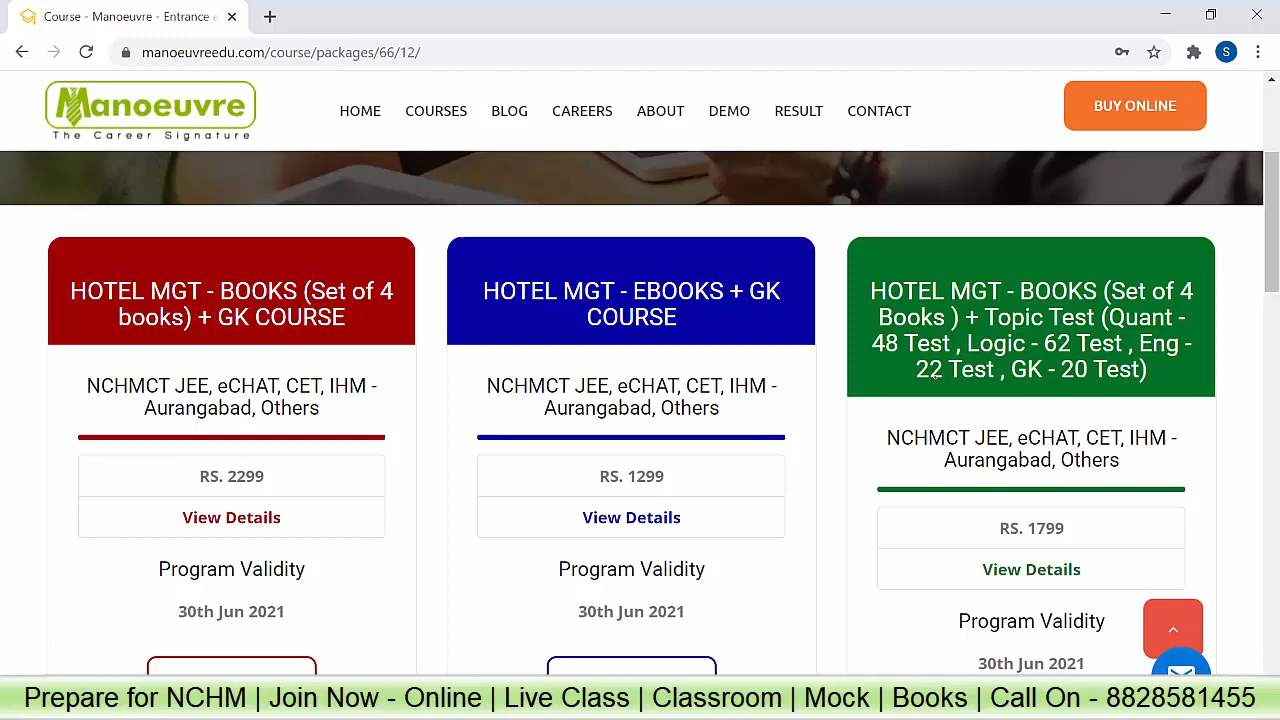 Course - Manoeuvre - Entrance e
manoeuvreedu.com/course/packages/66/12/
S
Manoeuvre
The Career Signature
HOME COURSES BLOG CAREERS ABOUT DEMO RESULT CONTACT
BUY ONLINE
HOTEL MGT - BOOKS (Set of 4
books) + GK COURSE
NCHMCT JEE, eCHAT, CET, IHM -
Aurangabad, Others
RS. 2299
View Details
Program Validity
30th Jun 2021
HOTEL MGT - EBOOKS + GK
COURSE
NCHMCT JEE, eCHAT, CET, IHM -
Aurangabad, Others
RS. 1299
View Details
Program Validity
30th Jun 2021
HOTEL MGT - BOOKS (Set of 4
Books ) + Topic Test (Quant -
48 Test , Logic - 62 Test , Eng -
22 Test , GK - 20 Test)
NCHMCT JEE, eCHAT, CET, IHM -
Aurangabad, Others
RS. 1799
View Details
Program Validity
30th Jun 2021
Prepare for NCHM | Join Now - Online | Live Class | Classroom | Mock | Books | Call On - 8828581455